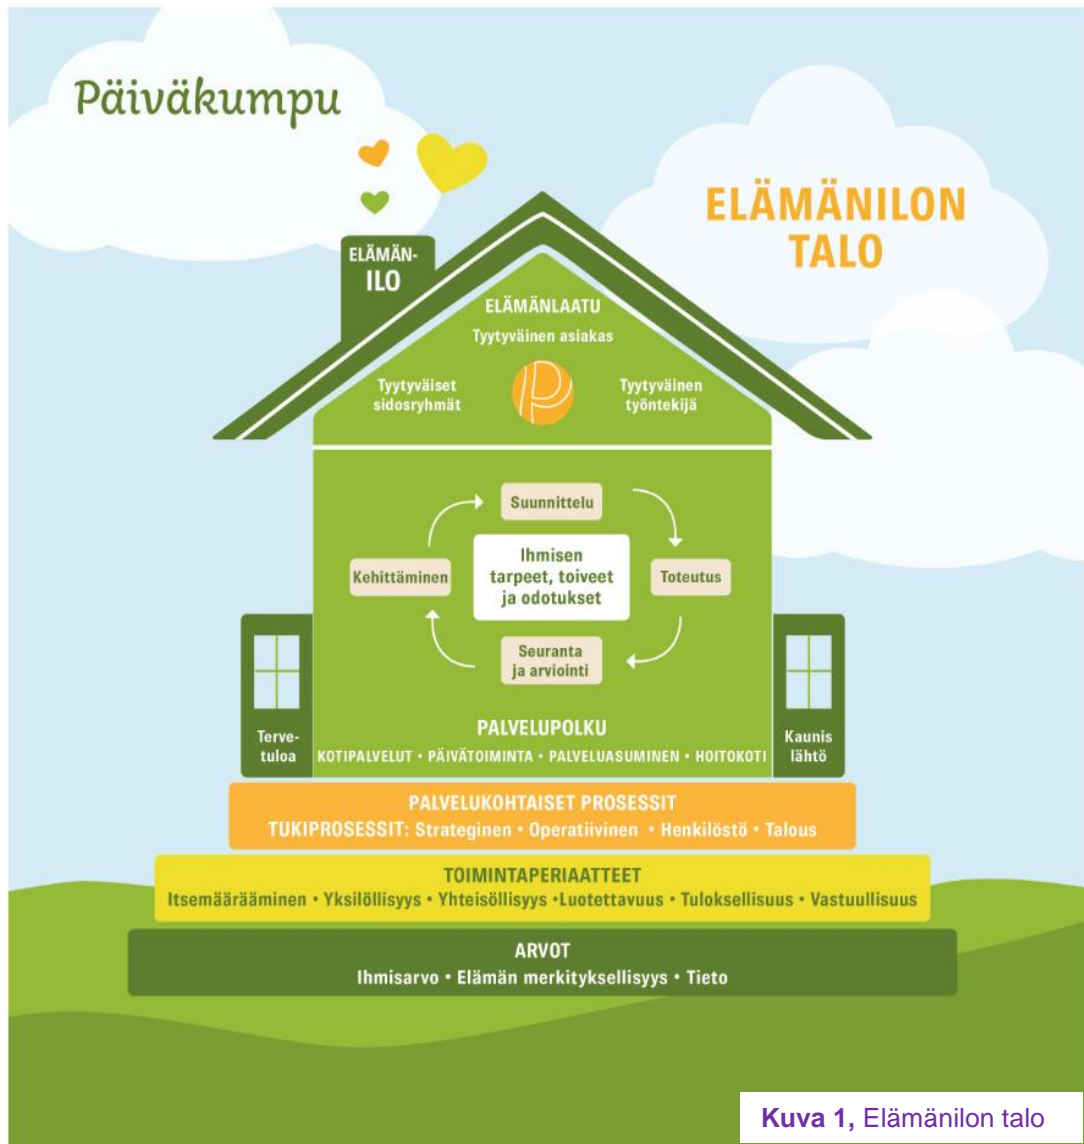 Päiväkumpu
ELÄMÄNILON
TALO
ELÄMÄN-
ILO
ELÄMÄNLAATU
Tyytyväinen asiakas
Tyytyväiset
sidosryhmät
P
Tyytyväinen
työntekijä
Suunnittelu
Kehittäminen
Ihmisen
tarpeet, toiveet
ja odotukset
Toteutus
Seuranta
ja arviointi
Terve-
tuloa
PALVELUPOLKU
KOTIPALVELUT • PÄIVÄTOIMINTA • PALVELUASUMINEN • HOITOKOTI
Kaunis
lähtö
PALVELUKOHTAISET PROSESSIT
TUKIPROSESSIT: Strateginen • Operatiivinen • Henkilöstö • Talous
TOIMINTAPERIAATTEET
Itsemäärääminen • Yksilöllisyys • Yhteisöllisyys •Luotettavuus • Tuloksellisuus • Vastuullisuus
ARVOT
Ihmisarvo • Elämän merkityksellisyys • Tieto
Kuva 1, Elämänilon talo